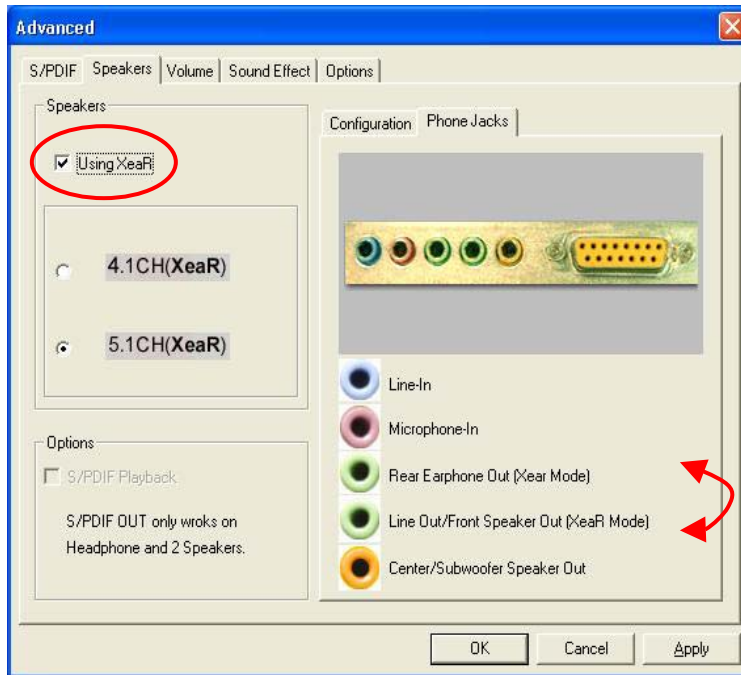 Advanced
S/PDIF
Speakers
Volume
Sound Effect
Options
Speakers
Using XeaR
4.1CH(XeaR)
5.1CH(XeaR)
Options
S/PDIF Playback
S/PDIF OUT only wroks on
Headphone and 2 Speakers.
Configuration
Phone Jacks
Line-In
Microphone-In
Rear Earphone Out (Xear Mode)
Line Out/Front Speaker Out (XeaR Mode)
Center/Subwoofer Speaker Out
OK
Cancel
Apply